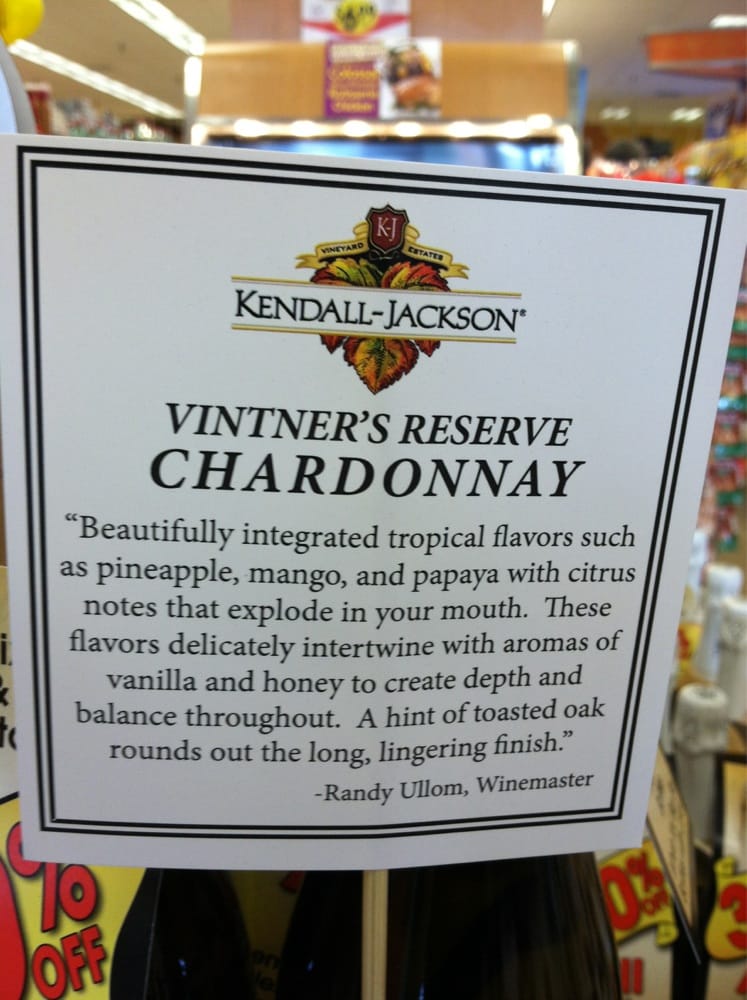 K-J
VINEYARD ESTATES
KENDALL-JACKSON®
VINTNER'S RESERVE
CHARDONNAY
“Beautifully integrated tropical flavors such
as pineapple, mango, and papaya with citrus
notes that explode in your mouth. These
flavors delicately intertwine with aromas of
vanilla and honey to create depth and
balance throughout. A hint of toasted oak
rounds out the long, lingering finish.”
-Randy Ullom, Winemaster
%
OFF
0%
OFF